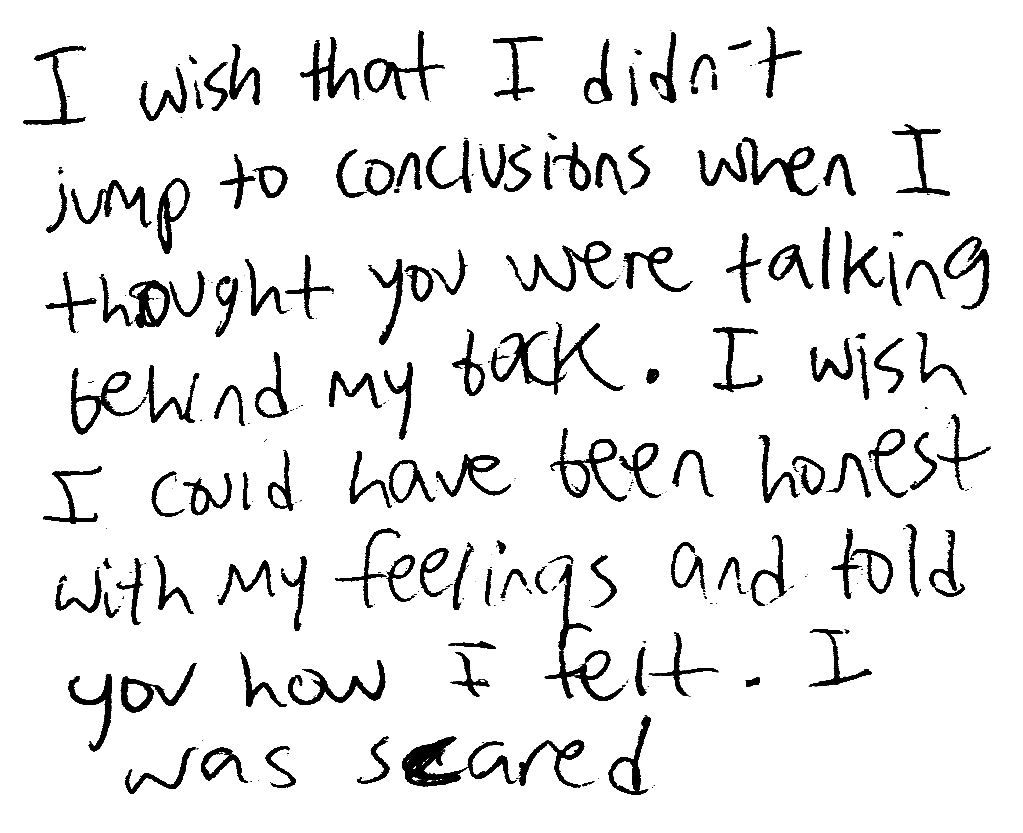 I wish that I didn't
jump to conclusions when I
thought you were talking
behind my back. I wish
I could have been honest
with my feelings and told
you how I felt. I
was scared